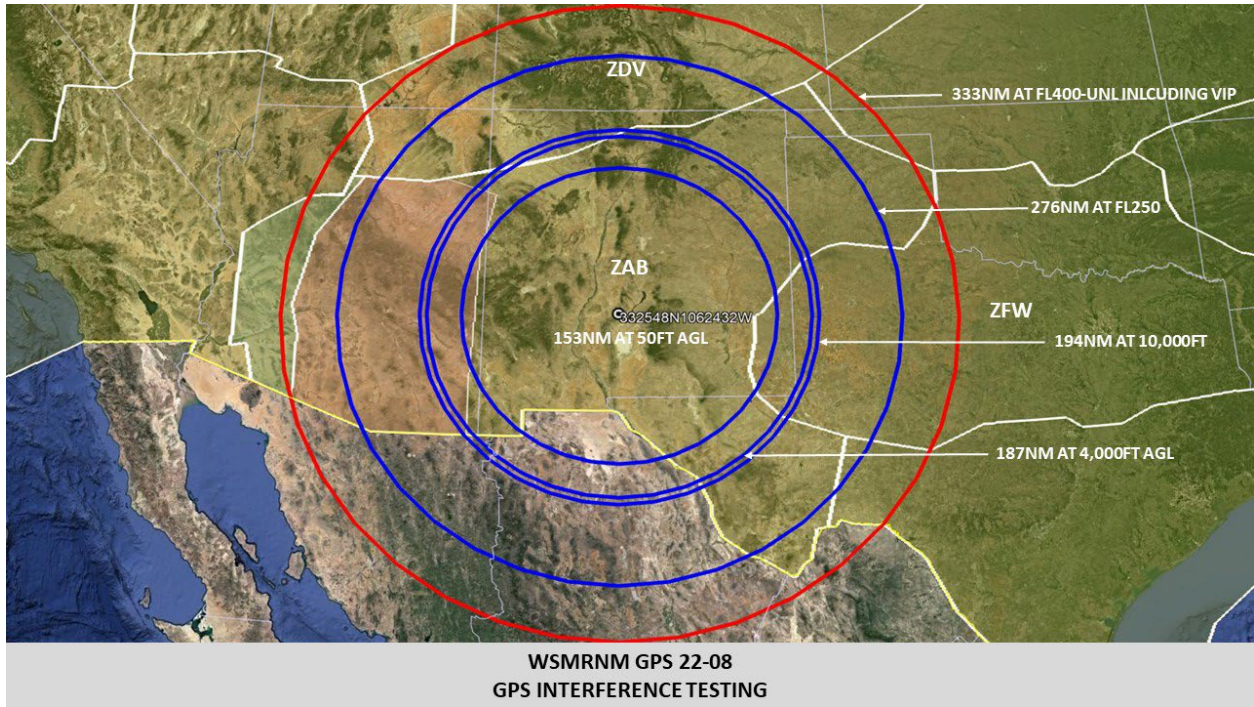 ZDV
333NM AT FL400-UNL INLCUDING VIP
276NM AT FL250
ZAB
332548N1062432W
ZFW
153NM AT 50FT AGL
194NM AT 10,000FT
187NM AT 4,000FT AGL
WSMRNM GPS 22-08
GPS INTERFERENCE TESTING